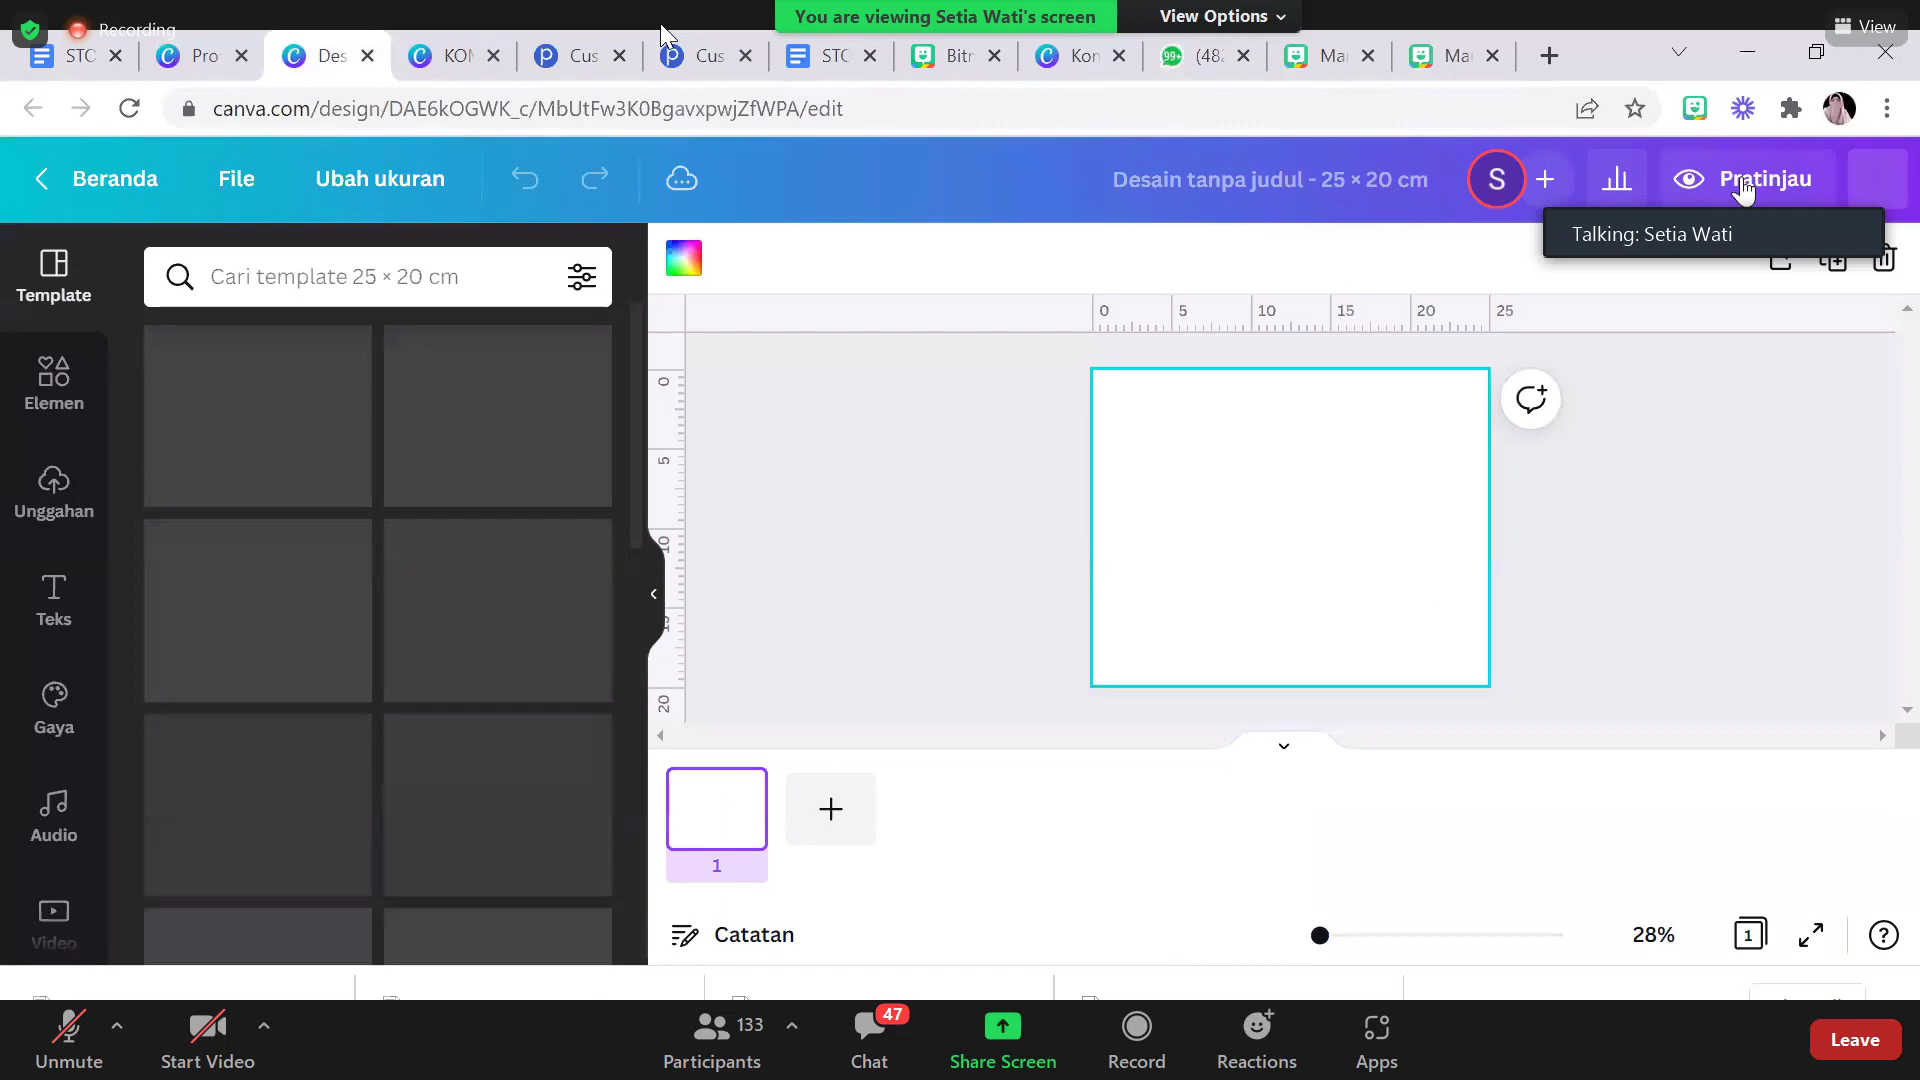 Recording
You are viewing Setia Wati's screen
View Options
View
STC
Pro
Des
KON
Cus
Cus
STC
Bitr
Kon
99+
(48
Ma
Ma
canva.com/design/DAE6kOGWK_c/MbUtFw3K0BgavxpwjZfWPA/edit
Beranda
File
Ubah ukuran
Desain tanpa judul - 25 × 20 cm
S
Pratinjau
Talking: Setia Wati
Template
Cari template 25 × 20 cm
0 5 10 15 20 25
0
5
10
20
Elemen
Unggahan
Teks
Gaya
Audio
Video
1
Catatan
28%
1
?
Unmute
Start Video
133
Participants
47
Chat
Share Screen
Record
Reactions
Apps
Leave